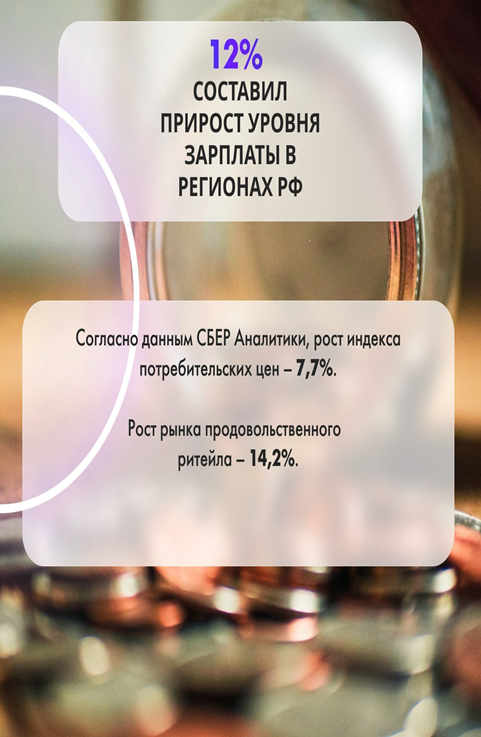 12%
СОСТАВИЛ
ПРИРОСТ УРОВНЯ
ЗАРПЛАТЫ В
РЕГИОНАХ РФ
Согласно данным СБЕР Аналитики, рост индекса
потребительских цен – 7,7%.
Рост рынка продовольственного
ритейла – 14,2%.